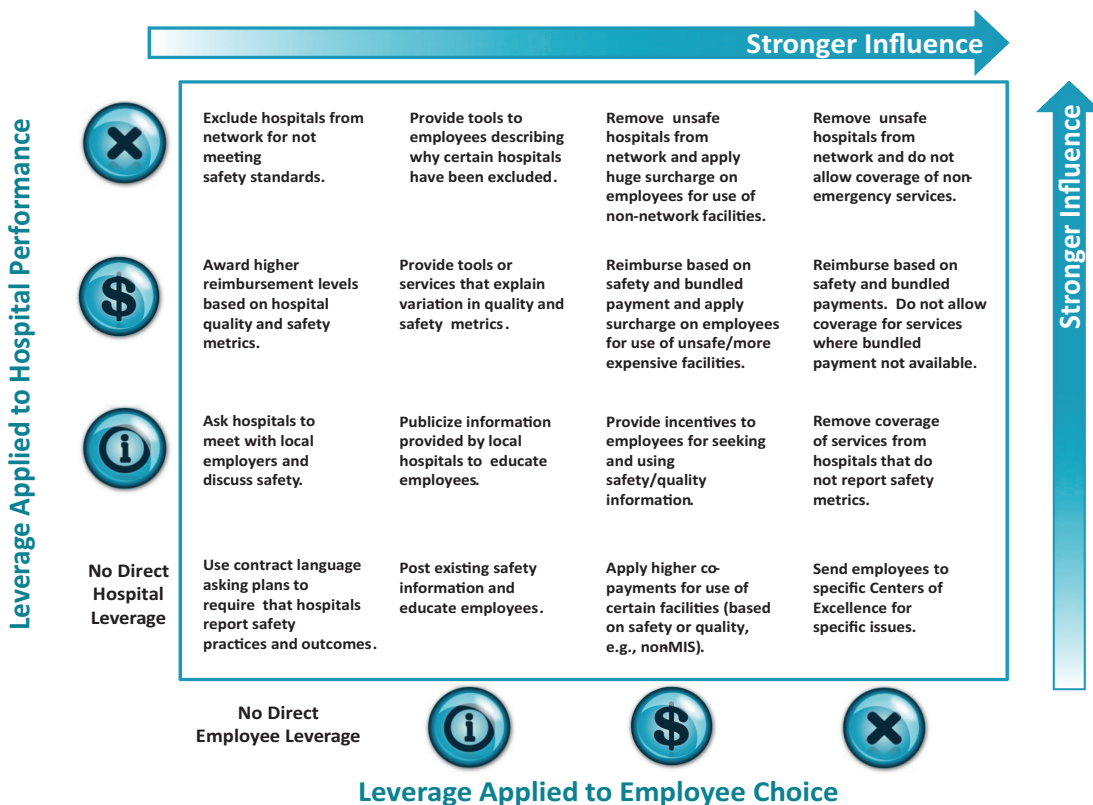 Stronger Influence
Stronger Influence
Leverage Applied to Hospital Performance
Exclude hospitals from
network for not
meeting
safety standards.
Provide tools to
employees describing
why certain hospitals
have been excluded.
Remove unsafe
hospitals from
network and apply
huge surcharge on
employees for use of
non-network facilities.
Remove unsafe
hospitals from
network and do not
allow coverage of non-
emergency services.
$
Award higher
reimbursement levels
based on hospital
quality and safety
metrics.
Provide tools or
services that explain
variation in quality and
safety metrics.
Reimburse based on
safety and bundled
payment and apply
surcharge on employees
for use of unsafe/more
expensive facilities.
Reimburse based on
safety and bundled
payments. Do not allow
coverage for services
where bundled
payment not available.
i
Ask hospitals to
meet with local
employers and
discuss safety.
Publicize information
provided by local
hospitals to educate
employees.
Provide incentives to
employees for seeking
and using
safety/quality
information.
Remove coverage
of services from
hospitals that do
not report safety
metrics.
No Direct
Hospital
Leverage
Use contract language
asking plans to
require that hospitals
report safety
practices and outcomes.
Post existing safety
information and
educate employees.
Apply higher co-
payments for use of
certain facilities (based
on safety or quality,
e.g., non-MIS).
Send employees to
specific Centers of
Excellence for
specific issues.
No Direct
Employee Leverage
i
$
Leverage Applied to Employee Choice